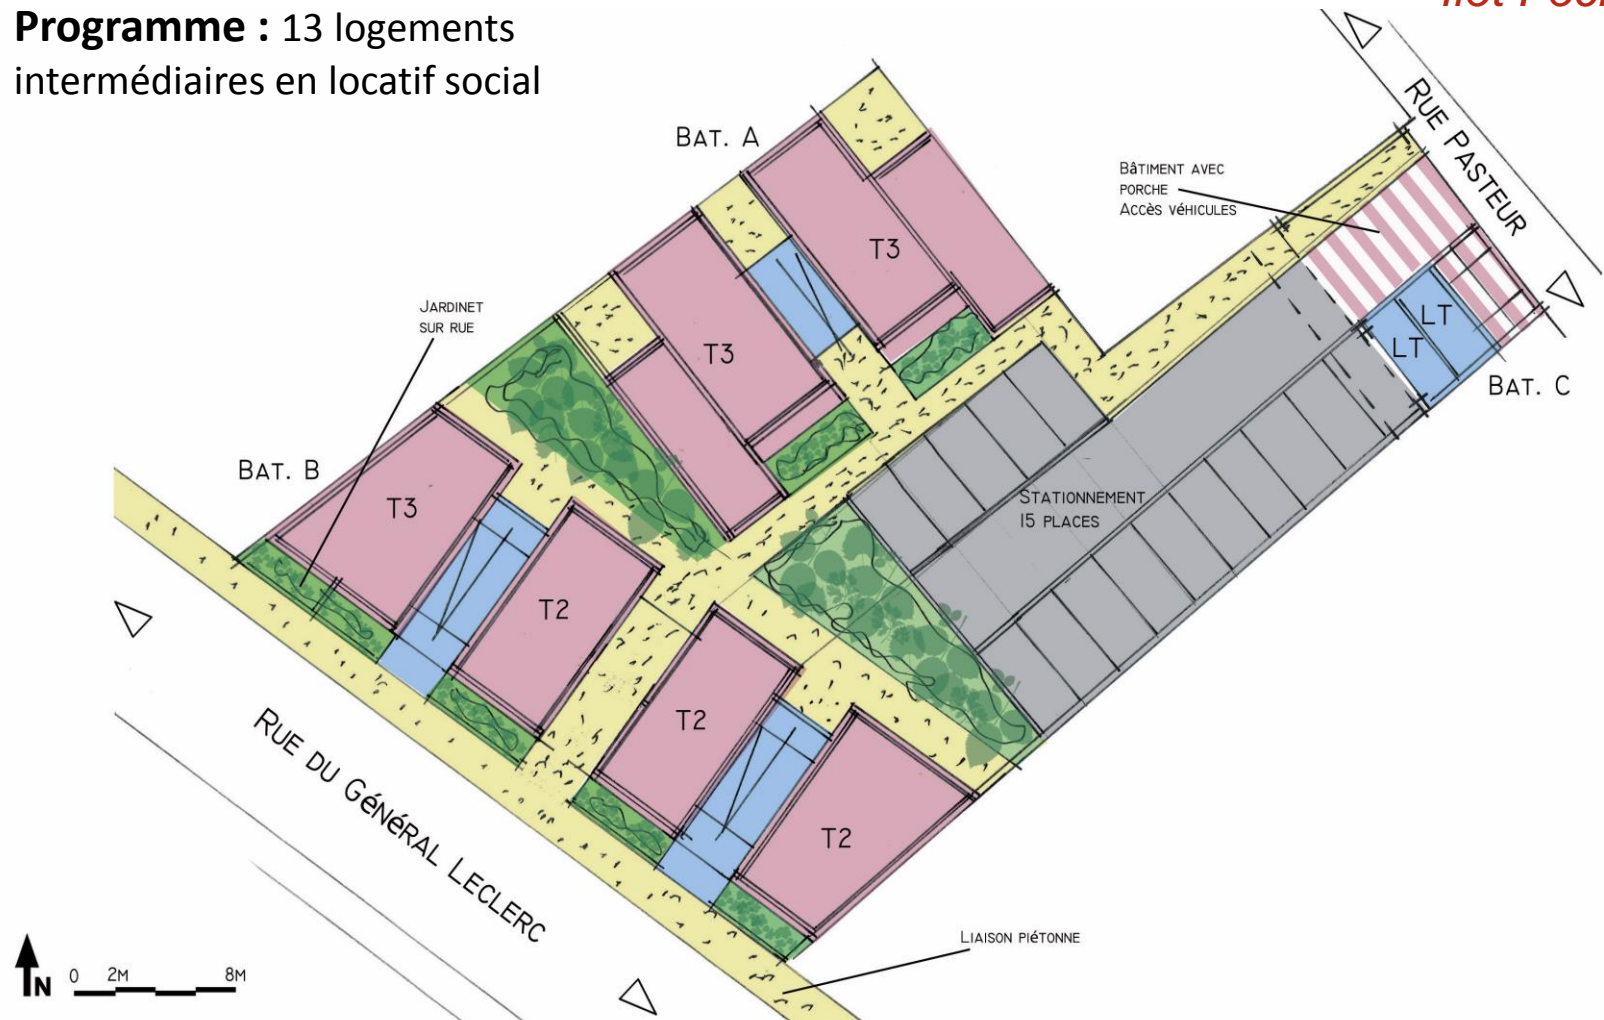 Programme : 13 logements
intermédiaires en locatif social
BAT. A
RUE PASTEUR
BâTIMENT AVEC
PORCHE
ACCèS VéHICULES
T3
JARDINET
SUR RUE
T3
LT
LT
BAT. C
BAT. B
T3
STATIONNEMENT
15 PLACES
T2
T2
T2
RUE DU GéNéRAL LECLERC
LIAISON PIéTONNE
N
0 2M 8M